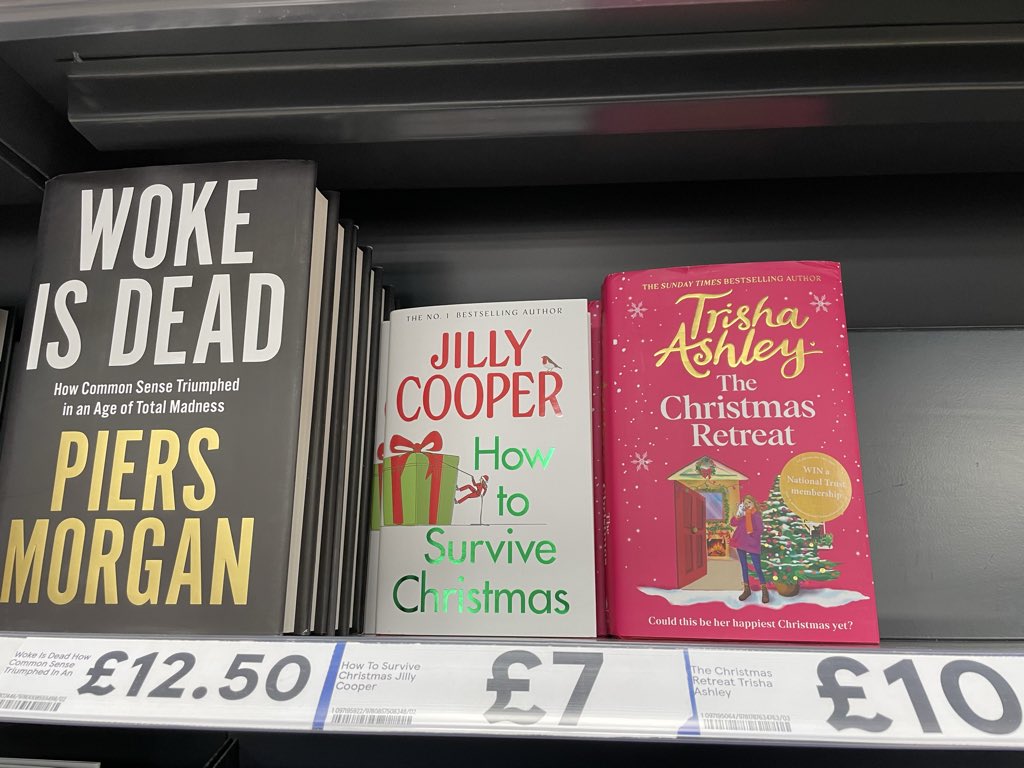 WOKE
IS DEAD
How Common Sense Triumphed
in an Age of Total Madness
PIERS
MORGAN
THE NO. 1 BESTSELLING AUTHOR
JILLY
COOPER
How
to
Survive
Christmas
THE SUNDAY TIMES BESTSELLING AUTHOR
Trisha
Ashley
The
Christmas
Retreat
WIN a
National Trust
membership
Could this be her happiest Christmas yet?
Woke Is Dead How
Common Sense
Triumphed In An
£12.50
How To Survive
Christmas Jilly
Cooper
£7
The Christmas
Retreat Trisha
Ashley
£10